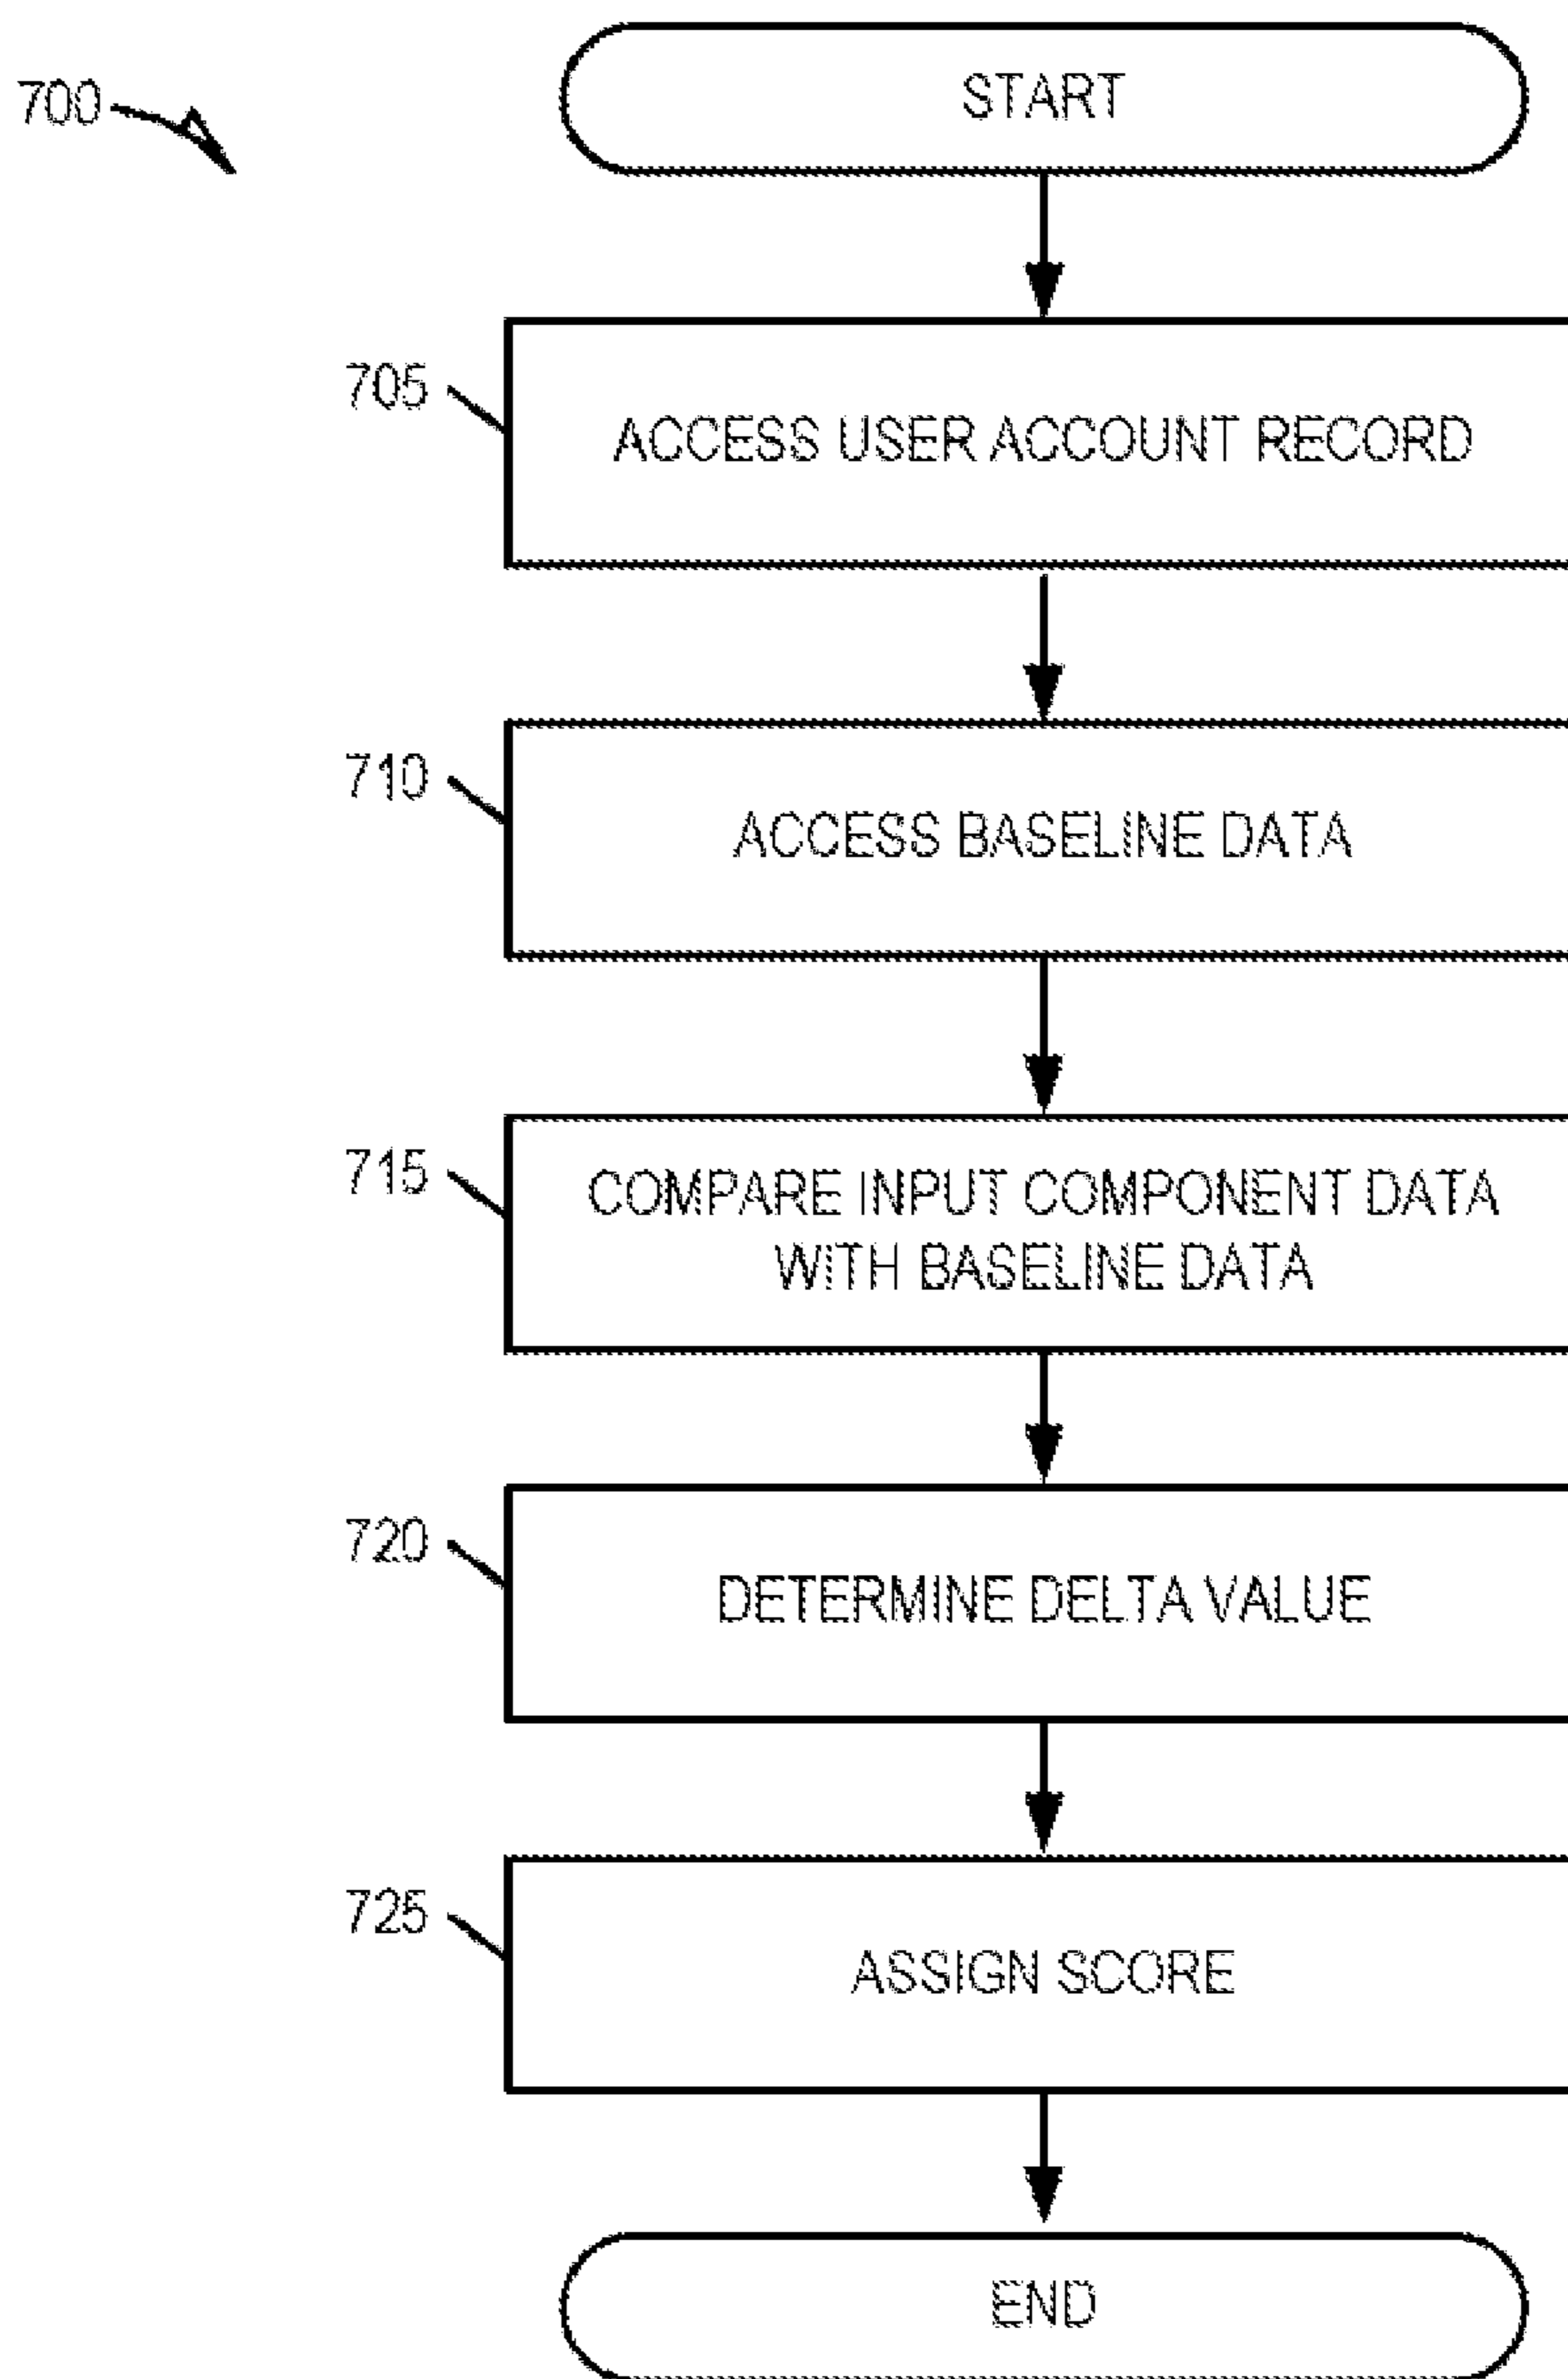 700
START
705
ACCESS USER ACCOUNT RECORD
710
ACCESS BASELINE DATA
715
COMPARE INPUT COMPONENT DATA
WITH BASELINE DATA
720
DETERMINE DELTA VALUE
725
ASSIGN SCORE
END